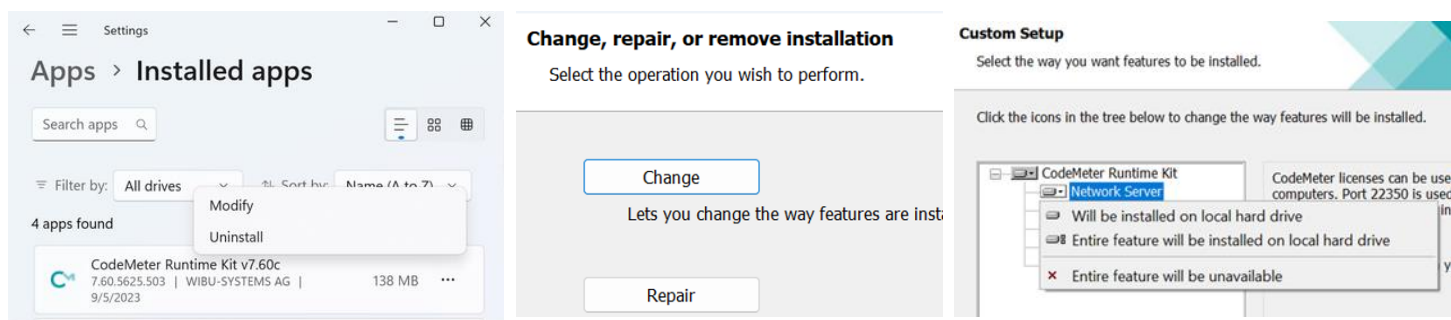 Settings
Apps > Installed apps
Search apps
Filter by: All drives
Sort by: Name (A to Z)
Modify
Uninstall
4 apps found
CodeMeter Runtime Kit v7.60c
7.60.5625.503 | WIBU-SYSTEMS AG |
9/5/2023
138 MB
Change, repair, or remove installation
Select the operation you wish to perform.
Change
Lets you change the way features are
Repair
Custom Setup
Select the way you want features to be installed.
Click the icons in the tree below to change the way features will be installed.
CodeMeter Runtime Kit
Network Server
Will be installed on local hard drive
Entire feature will be installed on local hard drive
Entire feature will be unavailable
CodeMeter licenses can be use
computers. Port 22350 is used